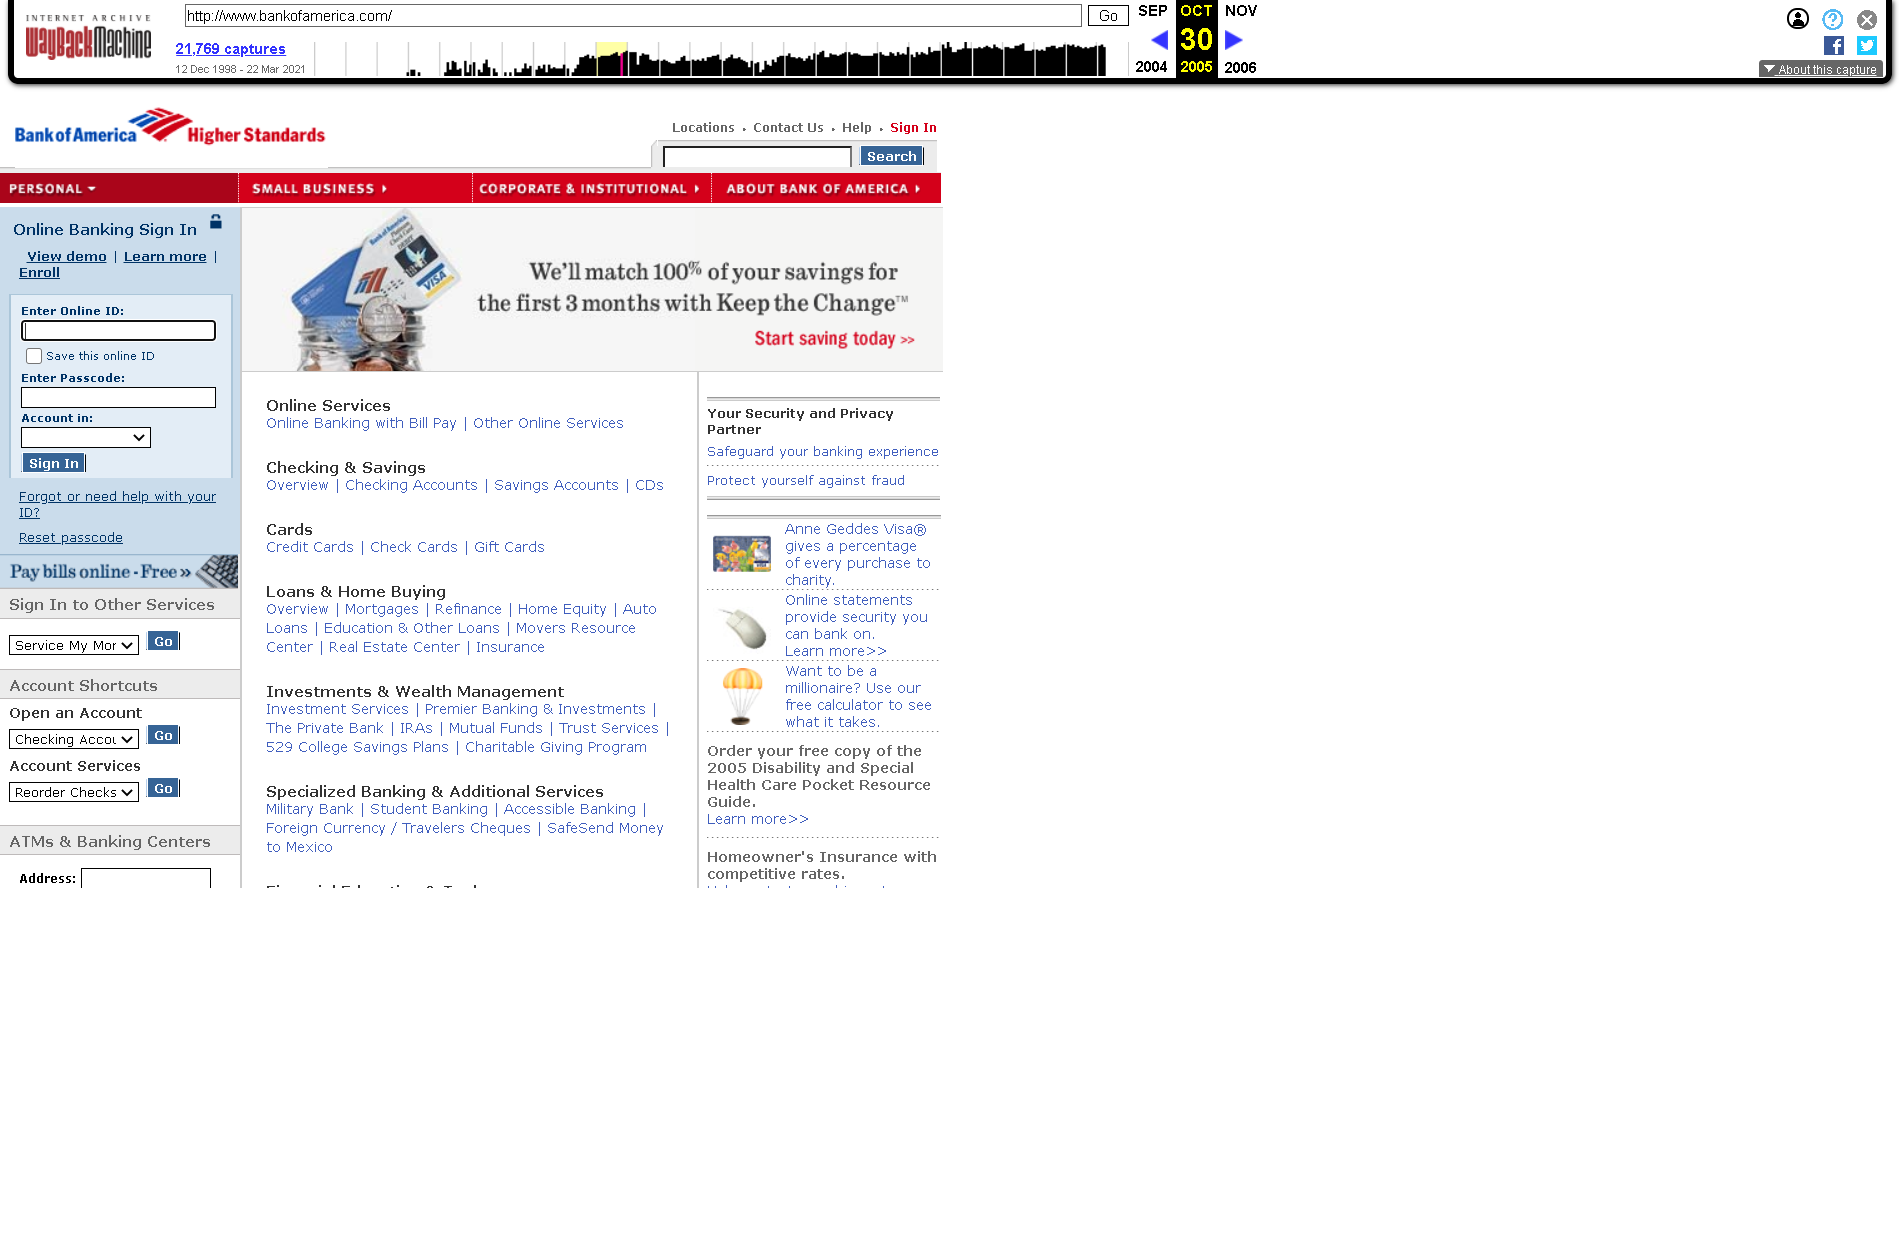 INTERNET ARCHIVE
WayBackMachine
http://www.bankofamerica.com/
Go
SEP OCT NOV
21,769 captures
30
12 Dec 1998 - 22 Mar 2021
2004 2005 2006
About this capture
Bank of America Higher Standards
Locations • Contact Us • Help • Sign In
Search
PERSONAL
SMALL BUSINESS
CORPORATE & INSTITUTIONAL
ABOUT BANK OF AMERICA
Online Banking Sign In
View demo | Learn more |
Enroll
Enter Online ID:
Save this online ID
Enter Passcode:
Account in:
Sign In
Forgot or need help with your
ID?
Reset passcode
Pay bills online - Free »
Sign In to Other Services
Service My Mor
Go
Account Shortcuts
Open an Account
Checking Accou
Go
Account Services
Reorder Checks
Go
ATMs & Banking Centers
Address:
Bank of America
VISA
We'll match 100% of your savings for
the first 3 months with Keep the Change™
Start saving today >>
Online Services
Online Banking with Bill Pay | Other Online Services
Checking & Savings
Overview | Checking Accounts | Savings Accounts | CDs
Cards
Credit Cards | Check Cards | Gift Cards
Loans & Home Buying
Overview | Mortgages | Refinance | Home Equity | Auto
Loans | Education & Other Loans | Movers Resource
Center | Real Estate Center | Insurance
Investments & Wealth Management
Investment Services | Premier Banking & Investments |
The Private Bank | IRAs | Mutual Funds | Trust Services |
529 College Savings Plans | Charitable Giving Program
Specialized Banking & Additional Services
Military Bank | Student Banking | Accessible Banking |
Foreign Currency / Travelers Cheques | SafeSend Money
to Mexico
Your Security and Privacy
Partner
Safeguard your banking experience
Protect yourself against fraud
Anne Geddes Visa®
gives a percentage
of every purchase to
charity.
Online statements
provide security you
can bank on.
Learn more>>
Want to be a
millionaire? Use our
free calculator to see
what it takes.
Order your free copy of the
2005 Disability and Special
Health Care Pocket Resource
Guide.
Learn more>>
Homeowner's Insurance with
competitive rates.